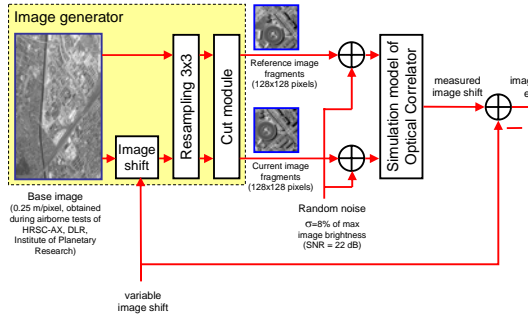 Image generator
Resampling 3x3
Cut module
Image
shift
Reference image
fragments
(128x128 pixels)
Current image
fragments
(128x128 pixels)
Simulation model of
Optical Correlator
measured
image shift
Base image
(0.25 m/pixel, obtained
during airborne tests of
HRSC-AX, DLR,
Institute of Planetary
Research)
Random noise
σ=8% of max
image brightness
(SNR = 22 dB)
variable
image shift